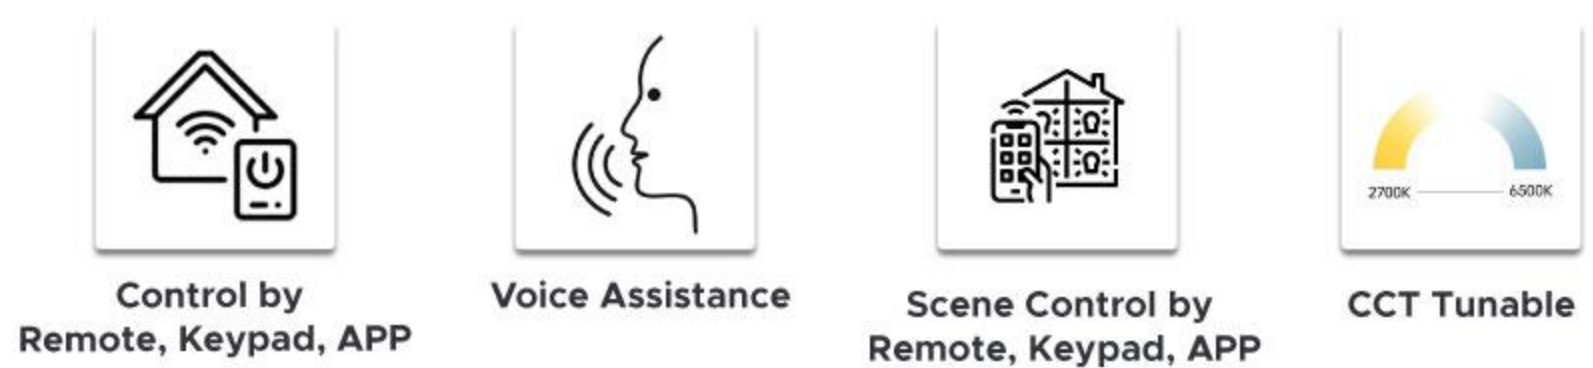 Control by
Remote, Keypad, APP
Voice Assistance
Scene Control by
Remote, Keypad, APP
2700K
6500K
CCT Tunable